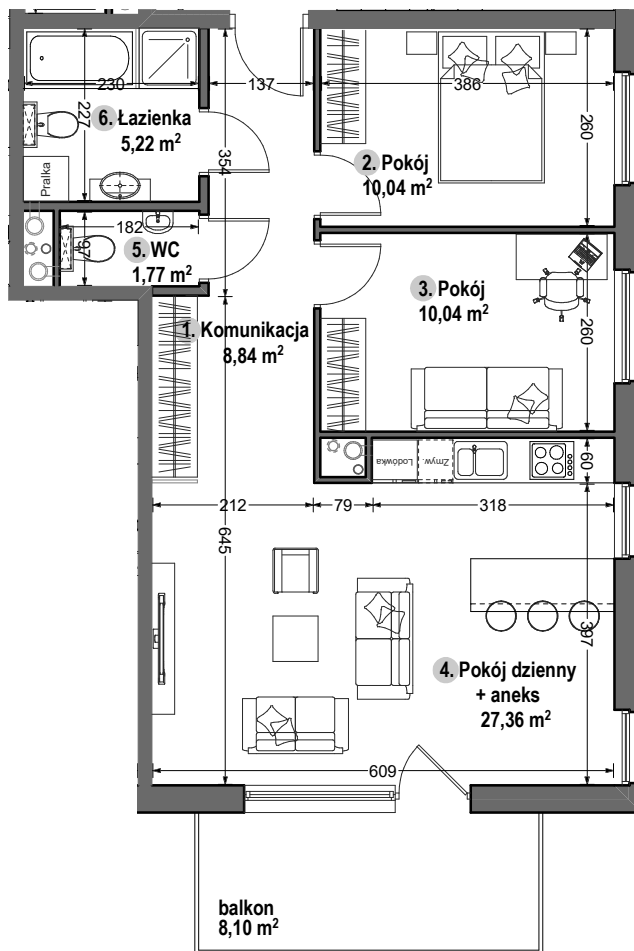 230
137
386
6. Łazienka
5,22 m²
227
354
260
2. Pokój
10,04 m²
Pralka
182
97
5. WC
1,77 m²
3. Pokój
10,04 m²
260
1. Komunikacja
8,84 m²
Lodówka
Zmyw.
60
212
79
318
645
397
4. Pokój dzienny
+ aneks
27,36 m²
609
balkon
8,10 m²